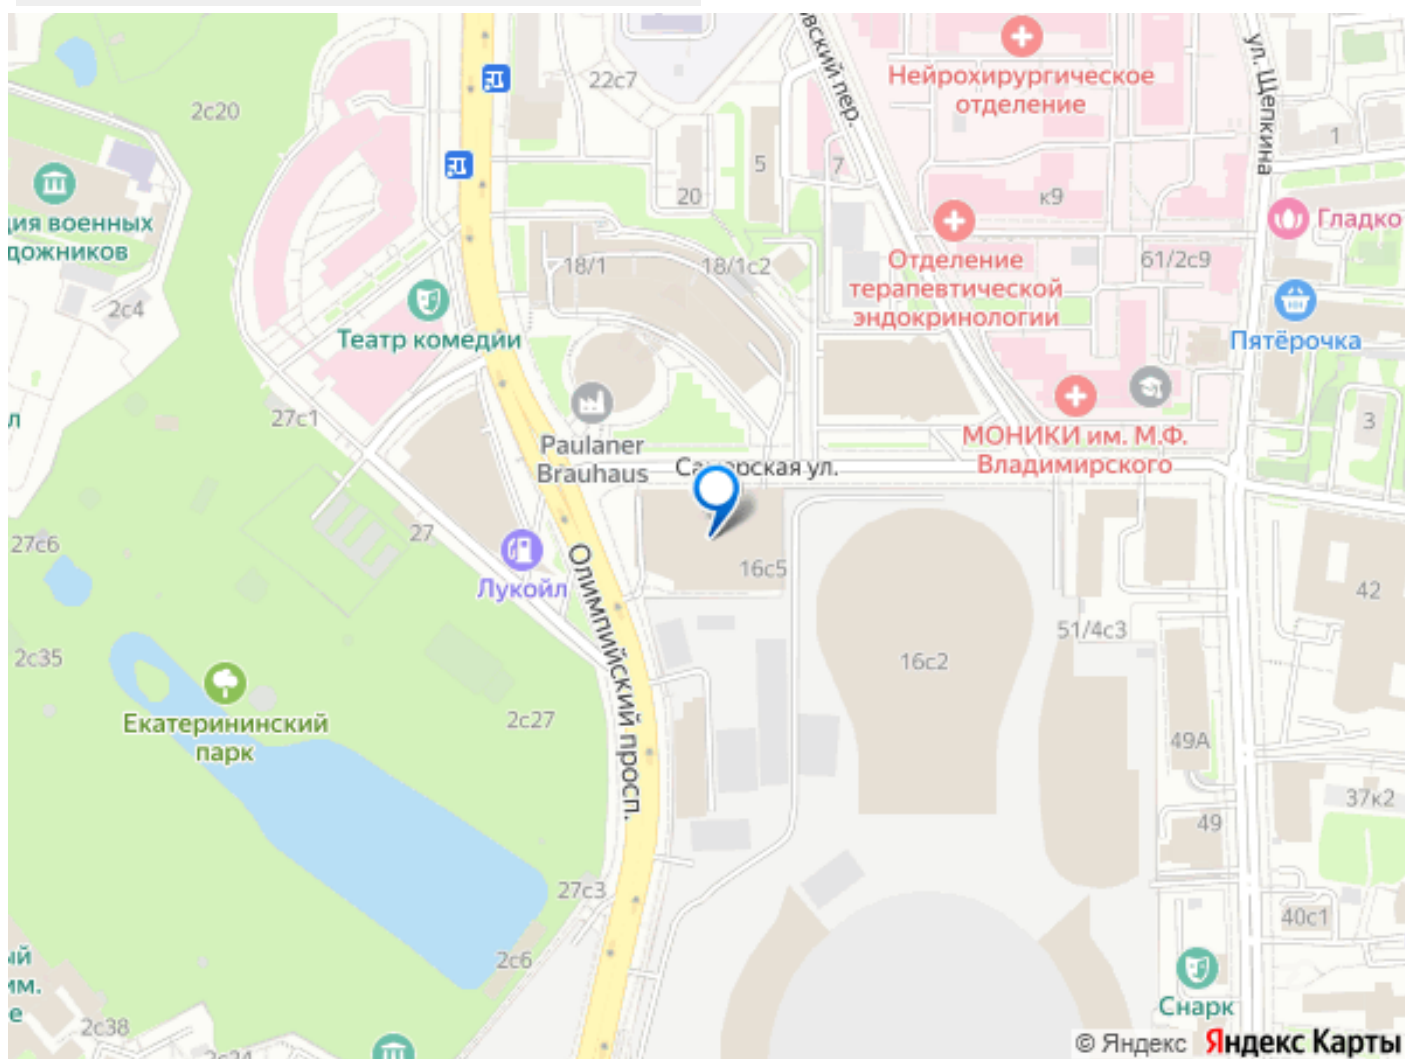 вский пер.
ул. Щепкина
22с7
Нейрохирургическое
отделение
2с20
1
5
7
20
к9
ция военных
дожников
Гладко
18/1
18/1с2
Отделение
терапевтической
эндокринологии
61/2с9
2с4
Театр комедии
Пятёрочка
27с1
3
л
Paulaner
Brauhaus
МОНИКИ им. М.Ф.
Владимирского
27
27с6
Лукойл
Олимпийский просп.
16с5
42
51/4с3
2с35
16с2
Екатерининский
парк
2с27
49А
37к2
49
27с3
40с1
ый
им.
е
2с6
Снарк
2с38
© Яндекс Яндекс Карты